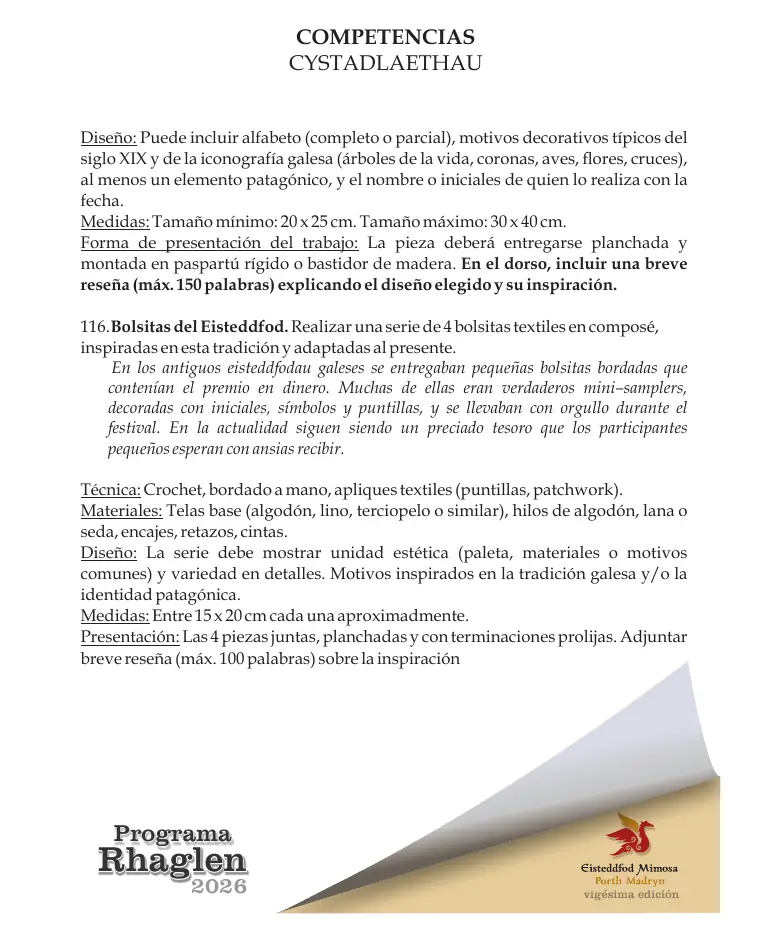 COMPETENCIAS
CYSTADLAETHAU
Diseño: Puede incluir alfabeto (completo o parcial), motivos decorativos típicos del
siglo XIX y de la iconografía galesa (árboles de la vida, coronas, aves, flores, cruces),
al menos un elemento patagónico, y el nombre o iniciales de quien lo realiza con la
fecha.
Medidas: Tamaño mínimo: 20 x 25 cm. Tamaño máximo: 30 x 40 cm.
Forma de presentación del trabajo: La pieza deberá entregarse planchada y
montada en paspartú rígido o bastidor de madera. En el dorso, incluir una breve
reseña (máx. 150 palabras) explicando el diseño elegido y su inspiración.
116. Bolsitas del Eisteddfod. Realizar una serie de 4 bolsitas textiles en composé,
inspiradas en esta tradición y adaptadas al presente.
En los antiguos eisteddfodau galeses se entregaban pequeñas bolsitas bordadas que
contenían el premio en dinero. Muchas de ellas eran verdaderos mini–samplers,
decoradas con iniciales, símbolos y puntillas, y se llevaban con orgullo durante el
festival. En la actualidad siguen siendo un preciado tesoro que los participantes
pequeños esperan con ansias recibir.
Técnica: Crochet, bordado a mano, apliques textiles (puntillas, patchwork).
Materiales: Telas base (algodón, lino, terciopelo o similar), hilos de algodón, lana o
seda, encajes, retazos, cintas.
Diseño: La serie debe mostrar unidad estética (paleta, materiales o motivos
comunes) y variedad en detalles. Motivos inspirados en la tradición galesa y/o la
identidad patagónica.
Medidas: Entre 15 x 20 cm cada una aproximadmente.
Presentación: Las 4 piezas juntas, planchadas y con terminaciones prolijas. Adjuntar
breve reseña (máx. 100 palabras) sobre la inspiración
Programa
Rhaglen
2026
Eisteddfod Mimosa
Porth Madryn
vigésima edición